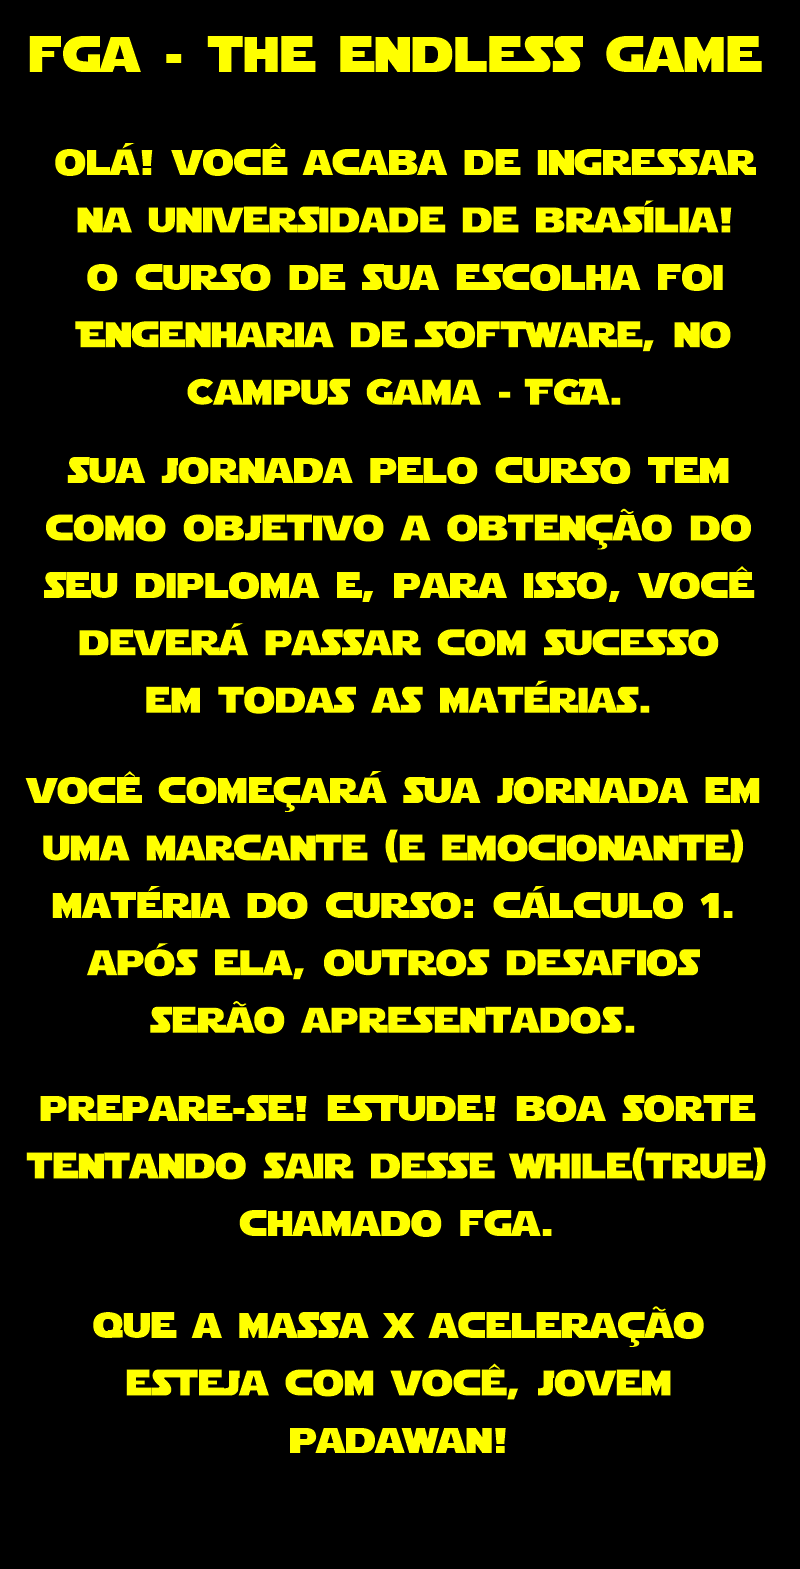 FGA - THE ENDLESS GAME
OLÁ! VOCÊ ACABA DE INGRESSAR
NA UNIVERSIDADE DE BRASÍLIA!
O CURSO DE SUA ESCOLHA FOI
ENGENHARIA DE SOFTWARE, NO
CAMPUS GAMA - FGA.
SUA JORNADA PELO CURSO TEM
COMO OBJETIVO A OBTENÇÃO DO
SEU DIPLOMA E, PARA ISSO, VOCÊ
DEVERÁ PASSAR COM SUCESSO
EM TODAS AS MATÉRIAS.
VOCÊ COMEÇARÁ SUA JORNADA EM
UMA MARCANTE (E EMOCIONANTE)
MATÉRIA DO CURSO: CÁLCULO 1.
APÓS ELA, OUTROS DESAFIOS
SERÃO APRESENTADOS.
PREPARE-SE! ESTUDE! BOA SORTE
TENTANDO SAIR DESSE WHILE(TRUE)
CHAMADO FGA.
QUE A MASSA X ACELERAÇÃO
ESTEJA COM VOCÊ, JOVEM
PADAWAN!